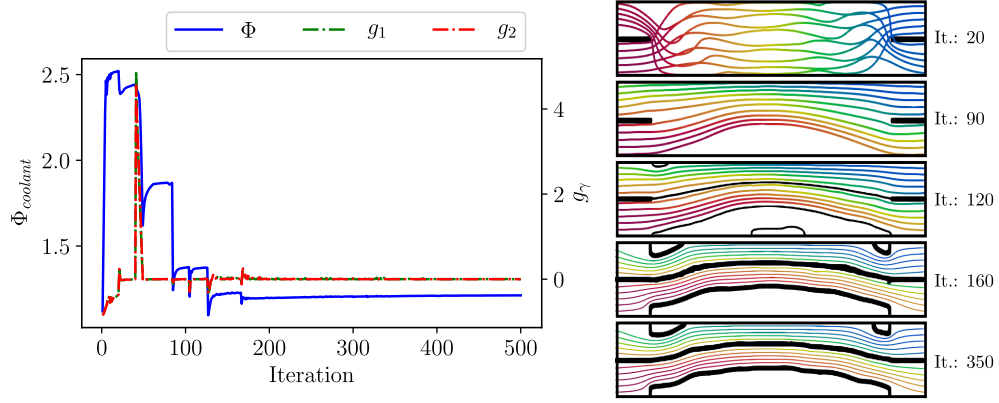 Φ g₁ g₂
2.5
2.0
1.5
Φcoolant
4
2
0
gγ
0 100 200 300 400 500
Iteration
It.: 20
It.: 90
It.: 120
It.: 160
It.: 350